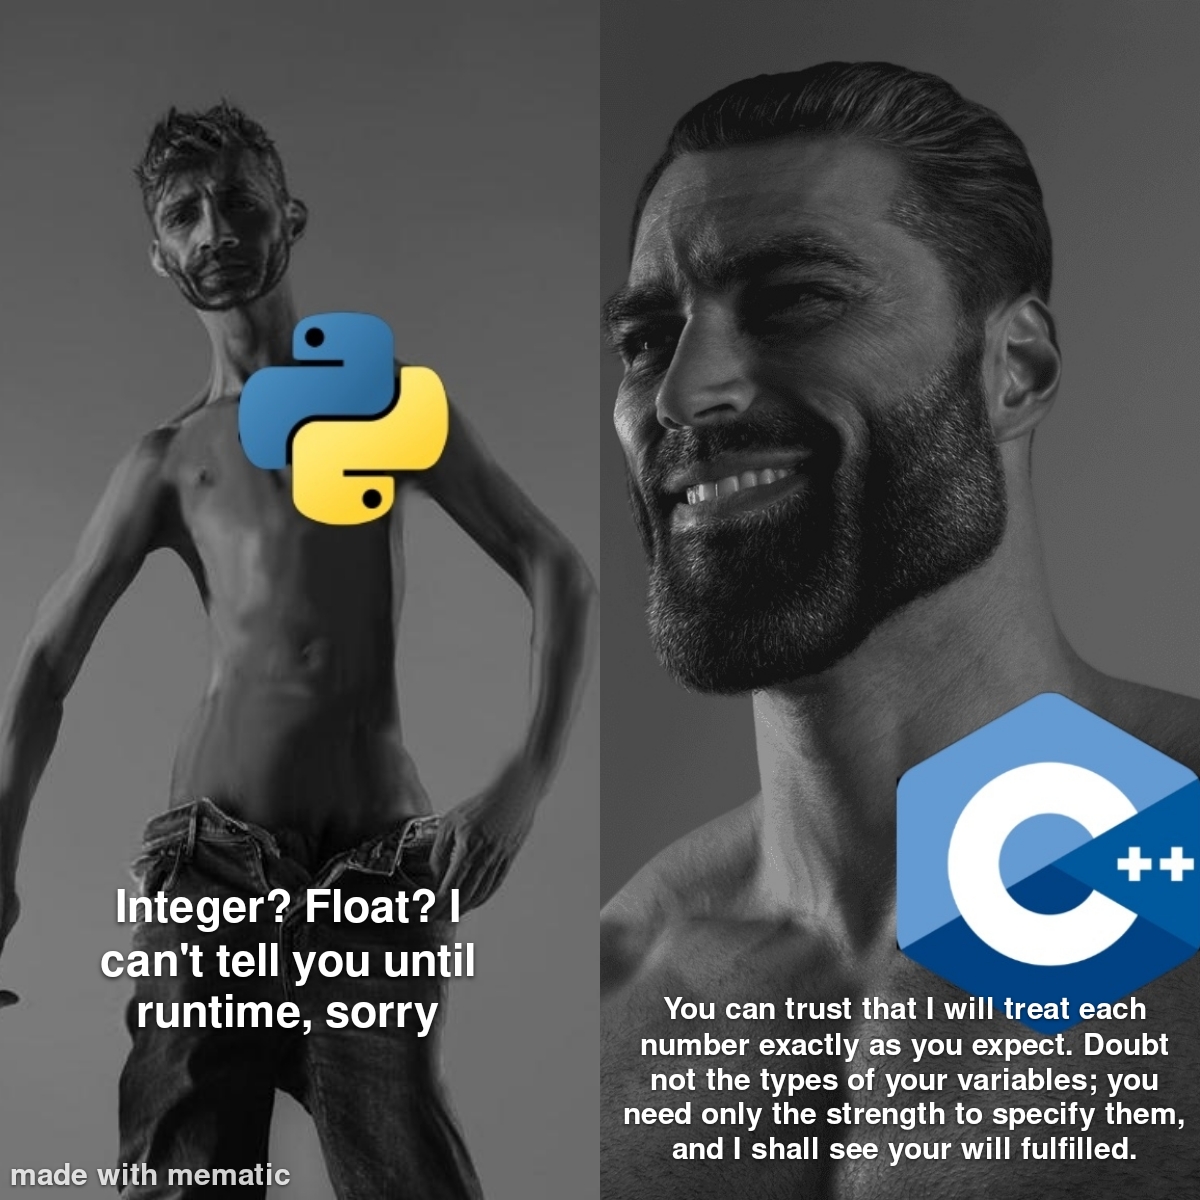 Integer? Float? I
can't tell you until
runtime, sorry
++
You can trust that I will treat each
number exactly as you expect. Doubt
not the types of your variables; you
need only the strength to specify them,
and I shall see your will fulfilled.
made with mematic